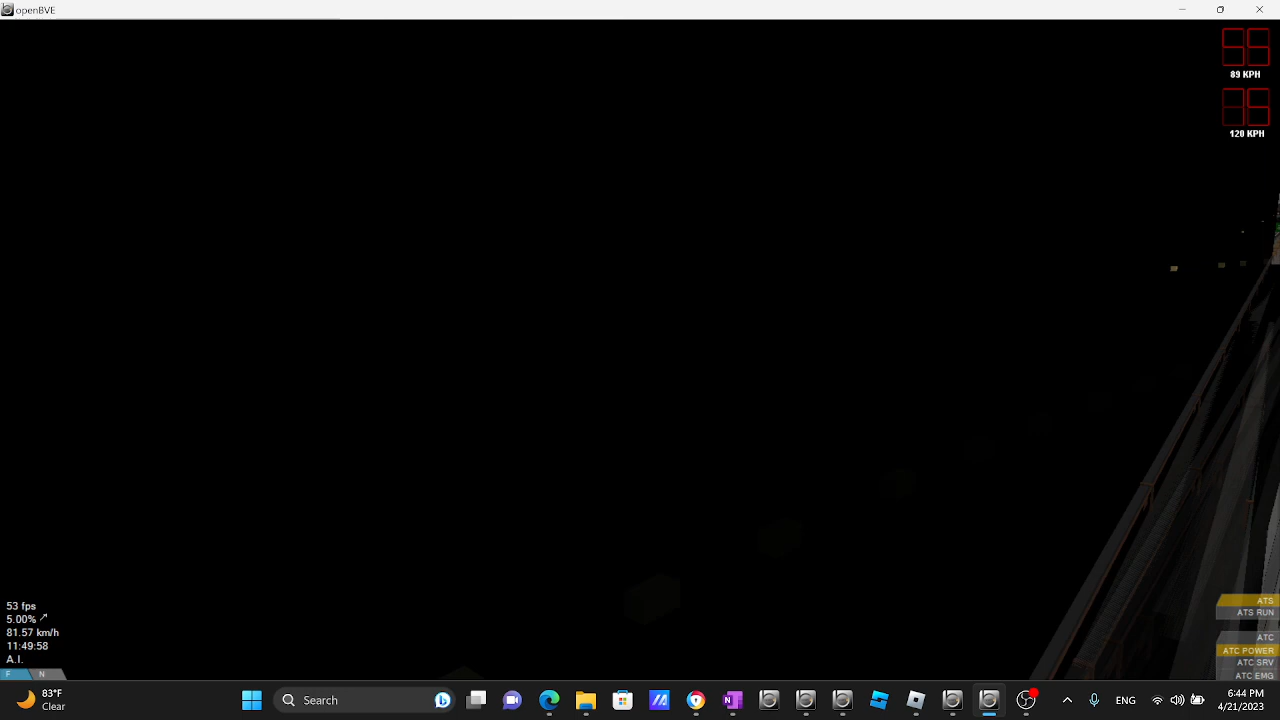 openBVE
89 KPH
120 KPH
53 fps
5.00%
81.57 km/h
11:49:58
A.I.
F N
ATS
ATS RUN
ATC
ATC POWER
ATC SRV
ATC EMG
83°F
Clear
Search
ENG
6:44 PM
4/21/2023